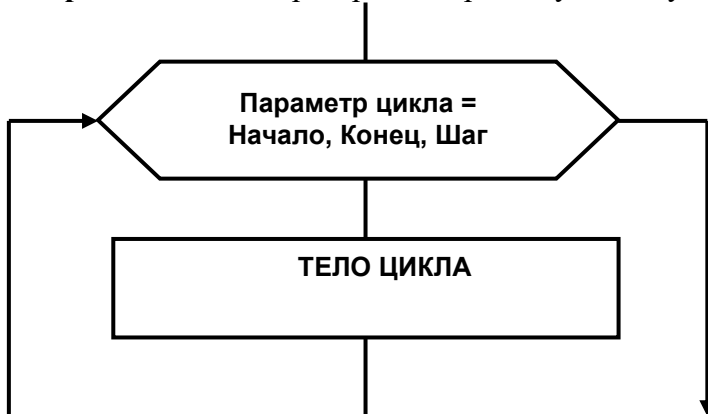 Параметр цикла =
Начало, Конец, Шаг
ТЕЛО ЦИКЛА